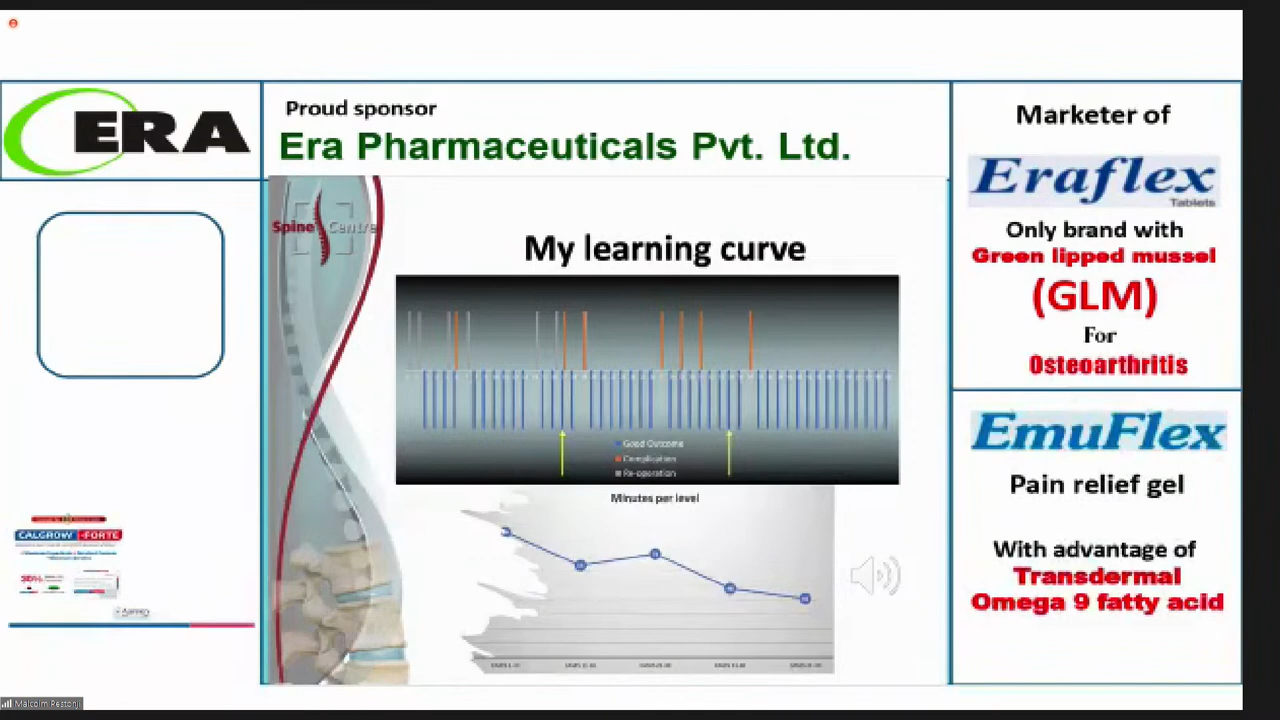 ERA
Proud sponsor
Era Pharmaceuticals Pvt. Ltd.
Spine Centre
My learning curve
Good Outcome
Complication
Re-operation
Minutes per level
Marketer of
Eraflex
Tablets
Only brand with
Green lipped mussel
(GLM)
For
Osteoarthritis
EmuFlex
Pain relief gel
With advantage of
Transdermal
Omega 9 fatty acid
CALGROW-FORTE
Malcolm Pestonji